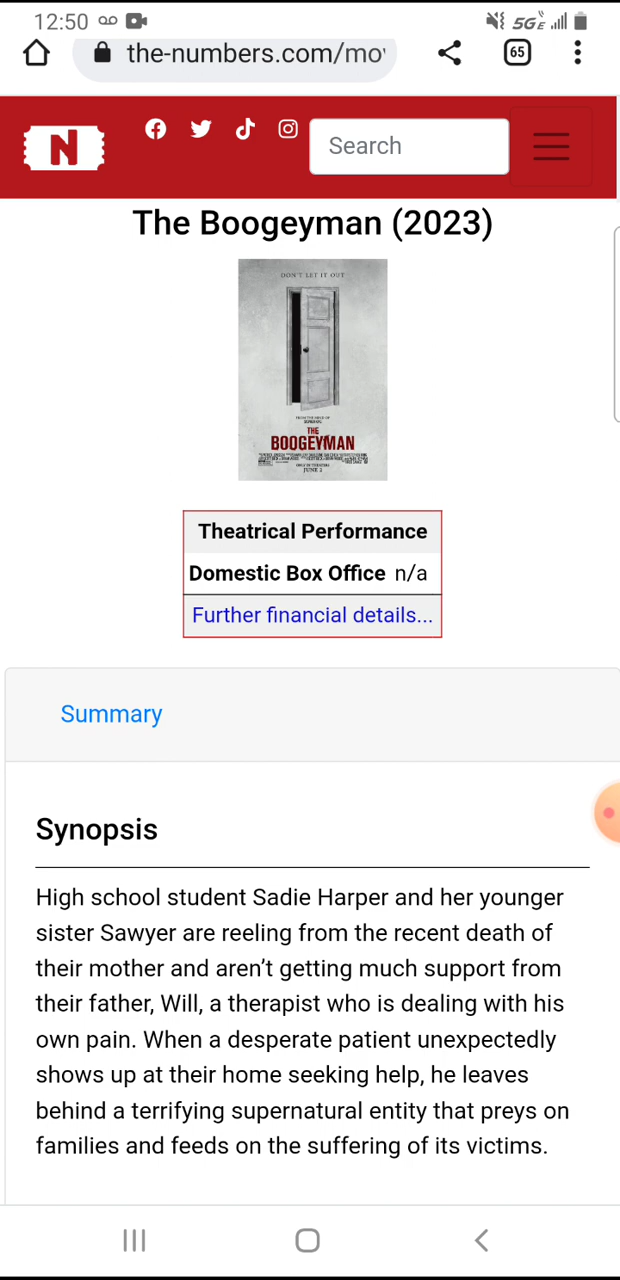 12:50
5GE
the-numbers.com/mov
65
N
Search
The Boogeyman (2023)
DON'T LET IT OUT
THE
BOOGEYMAN
JUNE 2
Theatrical Performance
Domestic Box Office n/a
Further financial details...
Summary
Synopsis
High school student Sadie Harper and her younger
sister Sawyer are reeling from the recent death of
their mother and aren’t getting much support from
their father, Will, a therapist who is dealing with his
own pain. When a desperate patient unexpectedly
shows up at their home seeking help, he leaves
behind a terrifying supernatural entity that preys on
families and feeds on the suffering of its victims.